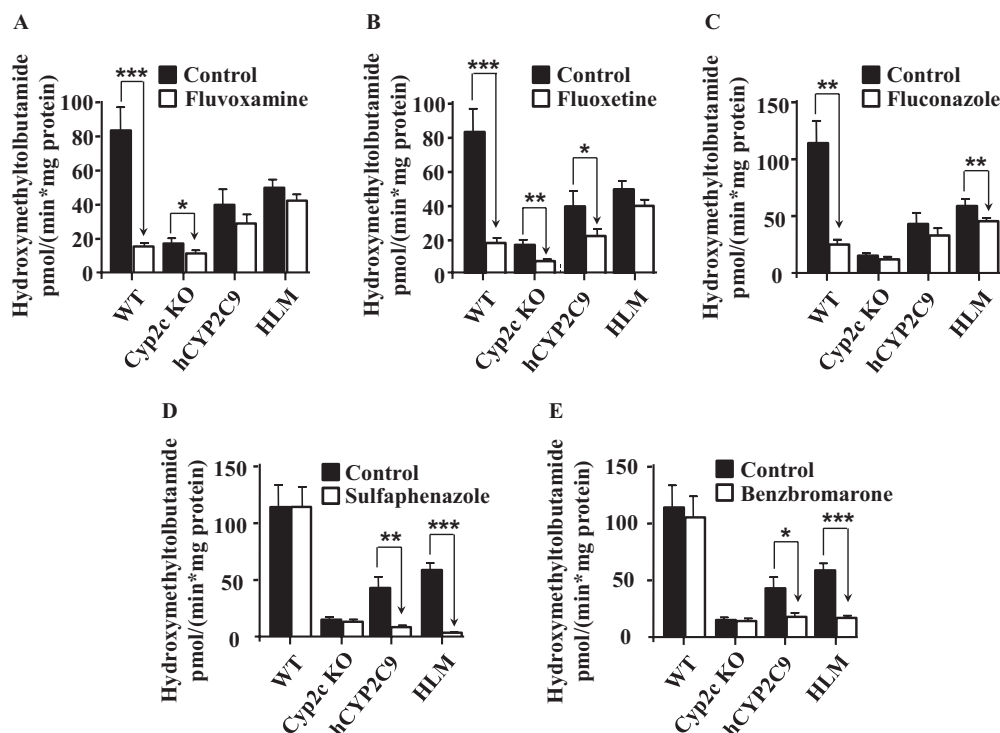 A
Hydroxymethyltolbutamide
pmol/(min*mg protein)
***
*
Control
Fluvoxamine
100
80
60
40
20
0
WT
Cyp2c KO
hCYP2C9
HLM
B
Hydroxymethyltolbutamide
pmol/(min*mg protein)
***
**
*
Control
Fluoxetine
100
80
60
40
20
0
WT
Cyp2c KO
hCYP2C9
HLM
C
Hydroxymethyltolbutamide
pmol/(min*mg protein)
**
**
Control
Fluconazole
150
100
50
0
WT
Cyp2c KO
hCYP2C9
HLM
D
Hydroxymethyltolbutamide
pmol/(min*mg protein)
Control
Sulfaphenazole
**
***
150
100
50
0
WT
Cyp2c KO
hCYP2C9
HLM
E
Hydroxymethyltolbutamide
pmol/(min*mg protein)
Control
Benzbromarone
*
***
150
100
50
0
WT
Cyp2c KO
hCYP2C9
HLM